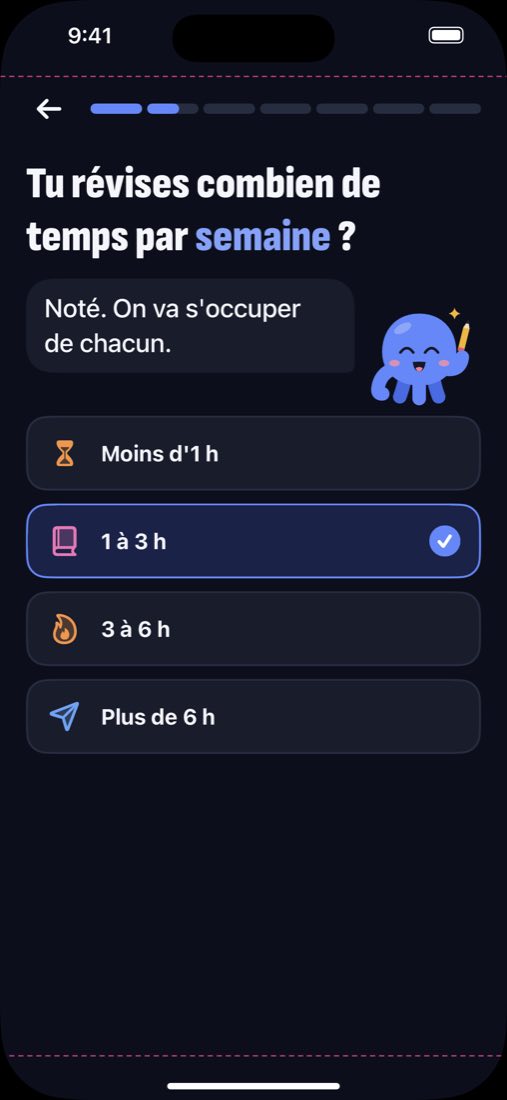 9:41
Tu révises combien de
temps par semaine ?
Noté. On va s'occuper
de chacun.
Moins d'1 h
1 à 3 h
3 à 6 h
Plus de 6 h